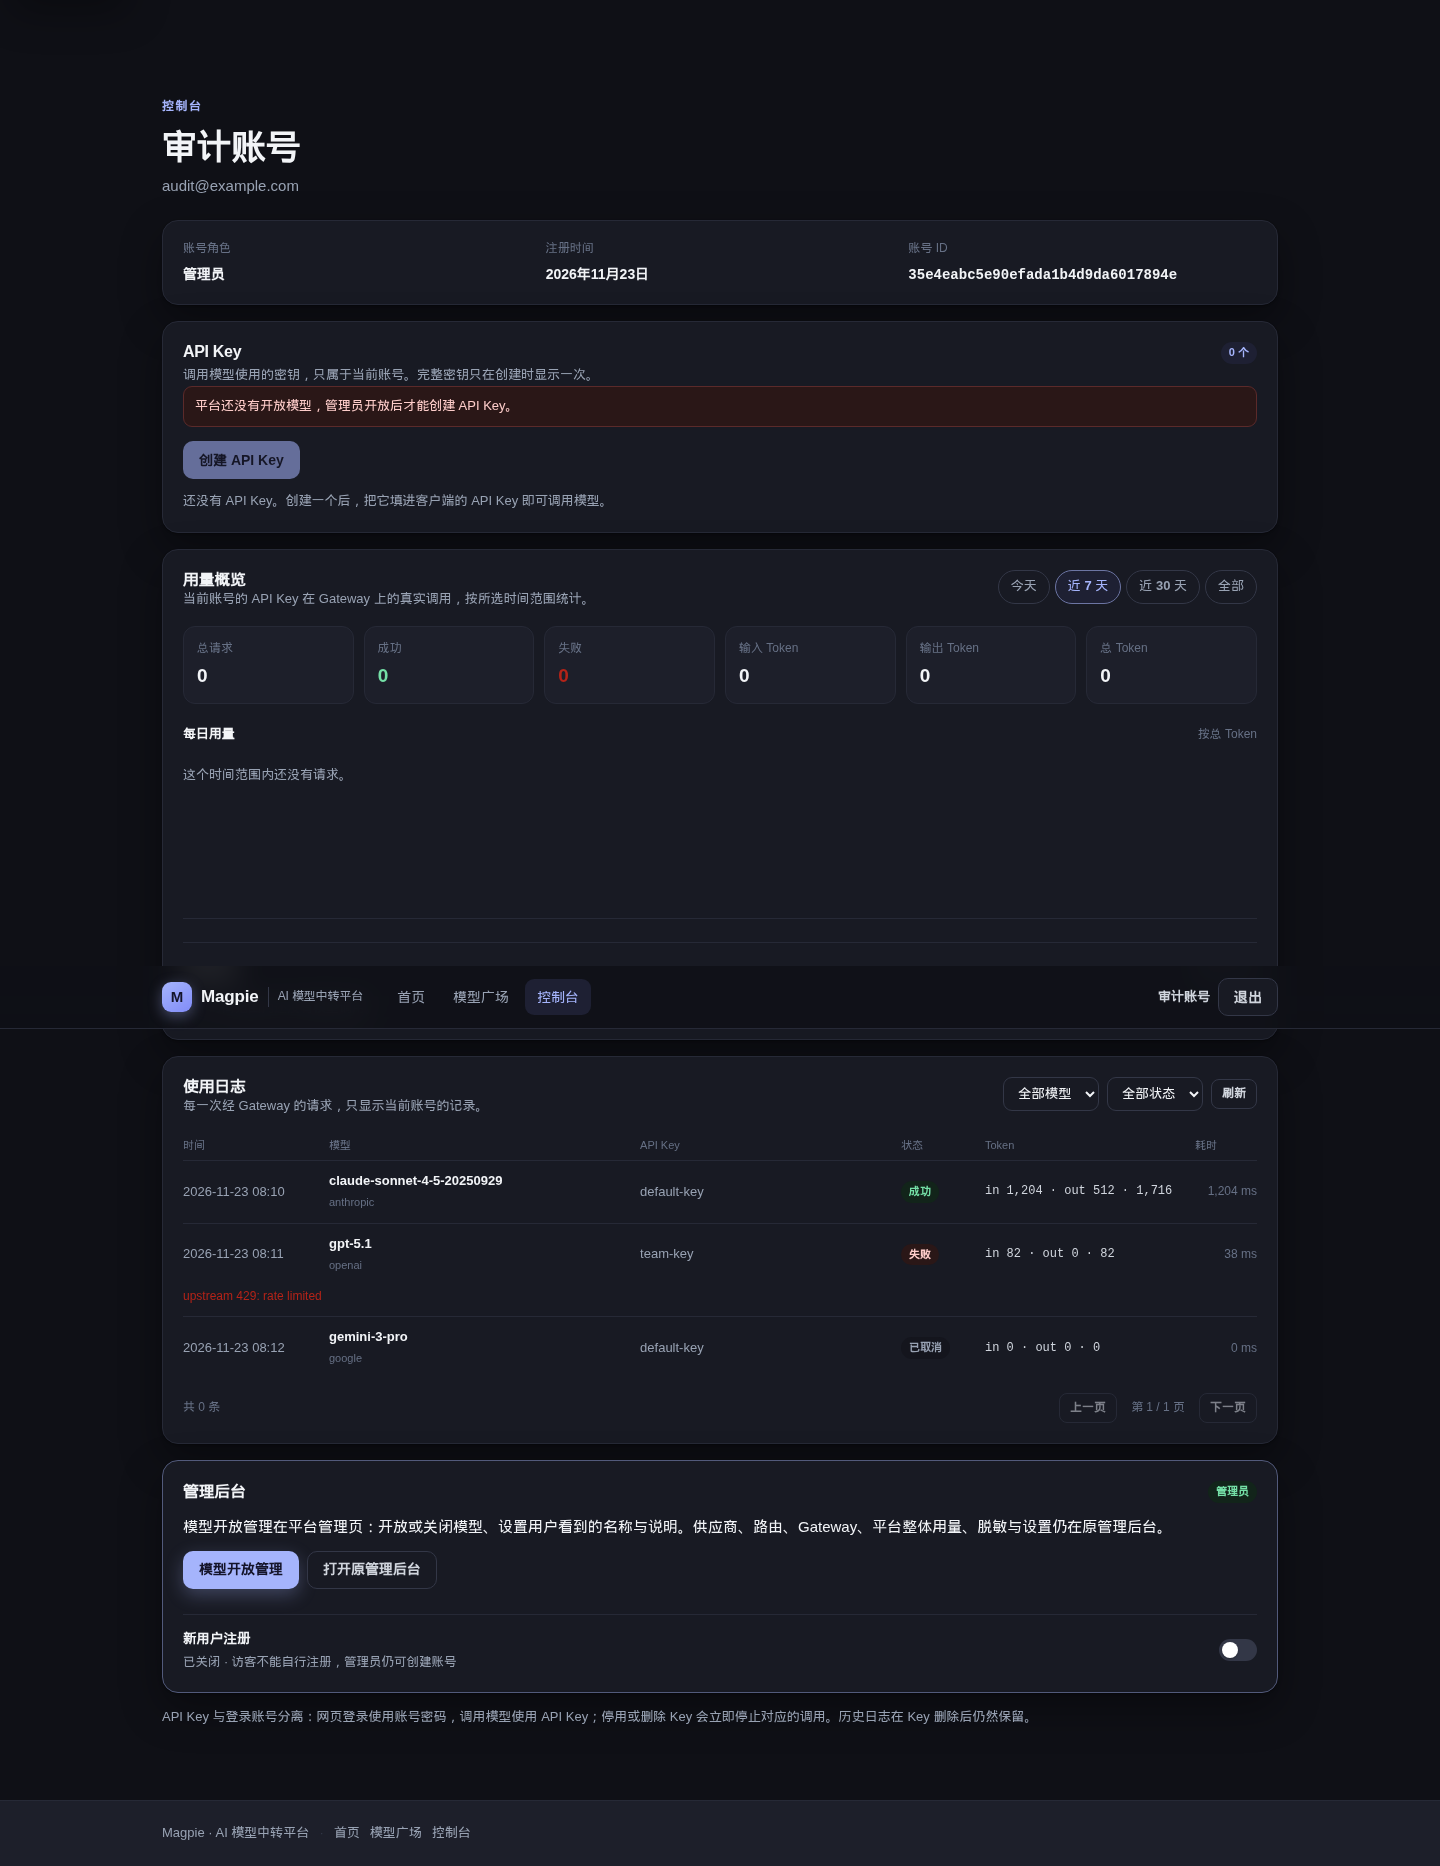 控制台
审计账号
audit@example.com
账号角色 注册时间 账号 ID
管理员 2026年11月23日 35e4eabc5e90efada1b4d9da6017894e
API Key 0 个
调用模型使用的密钥，只属于当前账号。完整密钥只在创建时显示一次。
平台还没有开放模型，管理员开放后才能创建 API Key。
创建 API Key
还没有 API Key。创建一个后，把它填进客户端的 API Key 即可调用模型。
用量概览 今天 近 7 天 近 30 天 全部
当前账号的 API Key 在 Gateway 上的真实调用，按所选时间范围统计。
总请求 成功 失败 输入 Token 输出 Token 总 Token
0 0 0 0 0 0
每日用量 按总 Token
这个时间范围内还没有请求。
M Magpie AI 模型中转平台 首页 模型广场 控制台 审计账号 退出
使用日志 全部模型 全部状态 刷新
每一次经 Gateway 的请求，只显示当前账号的记录。
时间 模型 API Key 状态 Token 耗时
2026-11-23 08:10 claude-sonnet-4-5-20250929 default-key 成功 in 1,204 · out 512 · 1,716 1,204 ms
anthropic
2026-11-23 08:11 gpt-5.1 team-key 失败 in 82 · out 0 · 82 38 ms
openai
upstream 429: rate limited
2026-11-23 08:12 gemini-3-pro default-key 已取消 in 0 · out 0 · 0 0 ms
google
共 0 条 上一页 第 1 / 1 页 下一页
管理后台 管理员
模型开放管理在平台管理页：开放或关闭模型、设置用户看到的名称与说明。供应商、路由、Gateway、平台整体用量、脱敏与设置仍在原管理后台。
模型开放管理 打开原管理后台
新用户注册
已关闭 · 访客不能自行注册，管理员仍可创建账号
API Key 与登录账号分离：网页登录使用账号密码，调用模型使用 API Key；停用或删除 Key 会立即停止对应的调用。历史日志在 Key 删除后仍然保留。
Magpie · AI 模型中转平台 首页 模型广场 控制台